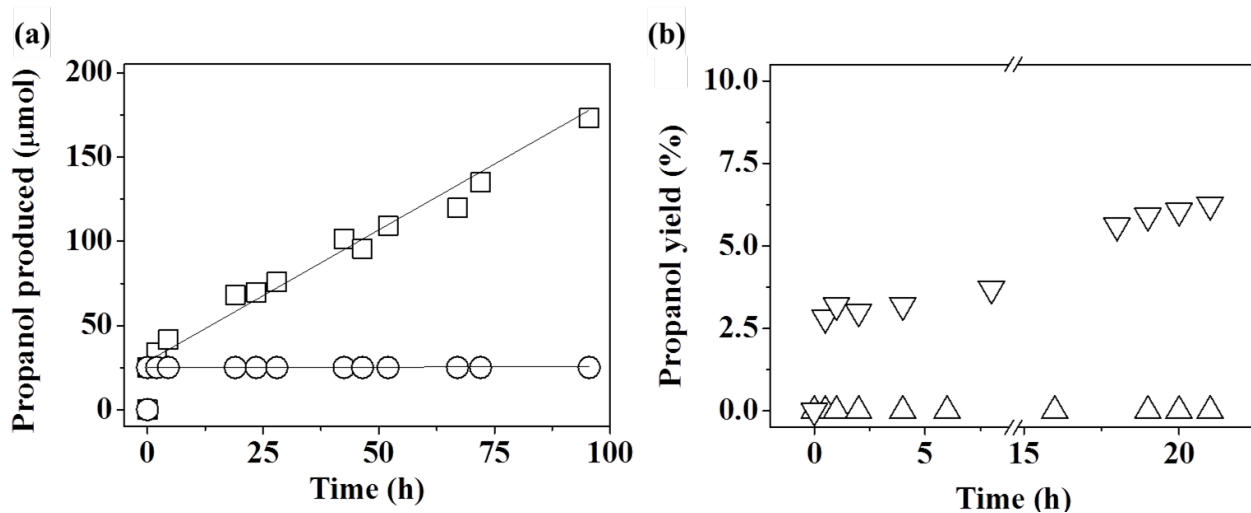 (a)
Propanol produced (μmol)
200
150
100
50
0
0 25 50 75 100
Time (h)
(b)
Propanol yield (%)
10.0
7.5
5.0
2.5
0.0
0 5 15 20
Time (h)